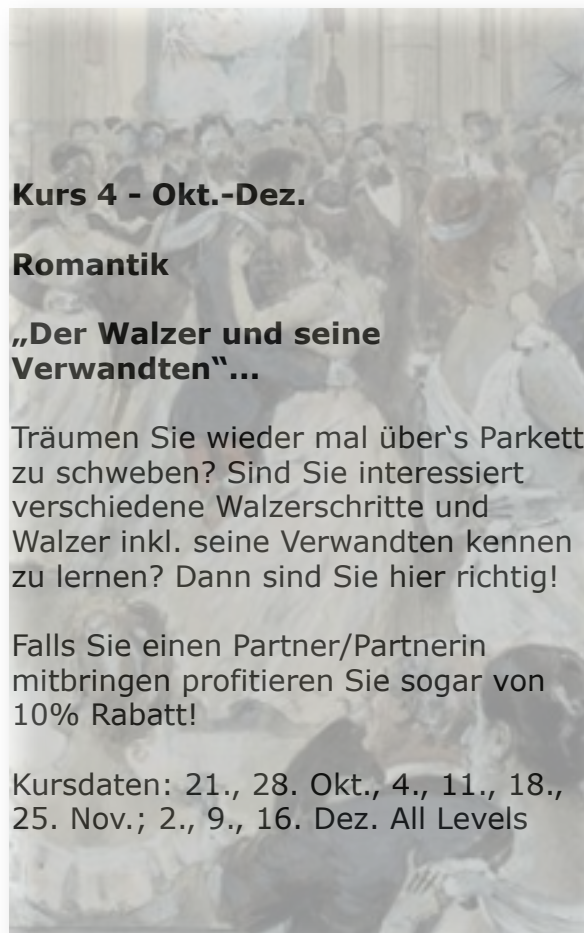 Kurs 4 - Okt.-Dez.
Romantik
„Der Walzer und seine
Verwandten“...
Träumen Sie wieder mal über‘s Parkett
zu schweben? Sind Sie interessiert
verschiedene Walzerschritte und
Walzer inkl. seine Verwandten kennen
zu lernen? Dann sind Sie hier richtig!
Falls Sie einen Partner/Partnerin
mitbringen profitieren Sie sogar von
10% Rabatt!
Kursdaten: 21., 28. Okt., 4., 11., 18.,
25. Nov.; 2., 9., 16. Dez. All Levels